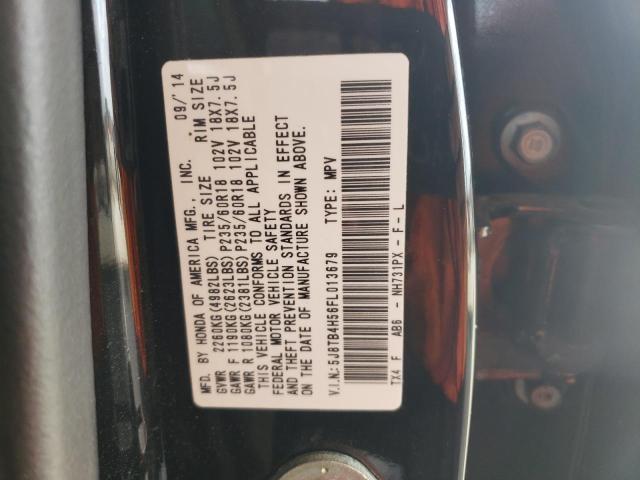 MFD. BY HONDA OF AMERICA MFG., INC. 09/'14
TIRE SIZE RIM SIZE
GVWR 2260KG(4982LBS)
GAWR F 1190KG(2623LBS) P235/60R18 102V 18X7.5J
GAWR R 1080KG(2381LBS) P235/60R18 102V 18X7.5J
THIS VEHICLE CONFORMS TO ALL APPLICABLE
FEDERAL MOTOR VEHICLE SAFETY
AND THEFT PREVENTION STANDARDS IN EFFECT
ON THE DATE OF MANUFACTURE SHOWN ABOVE.
V.I.N.: 5J8TB4H56FL013679 TYPE: MPV
TX4 F AB6 - NH731PX - F - L